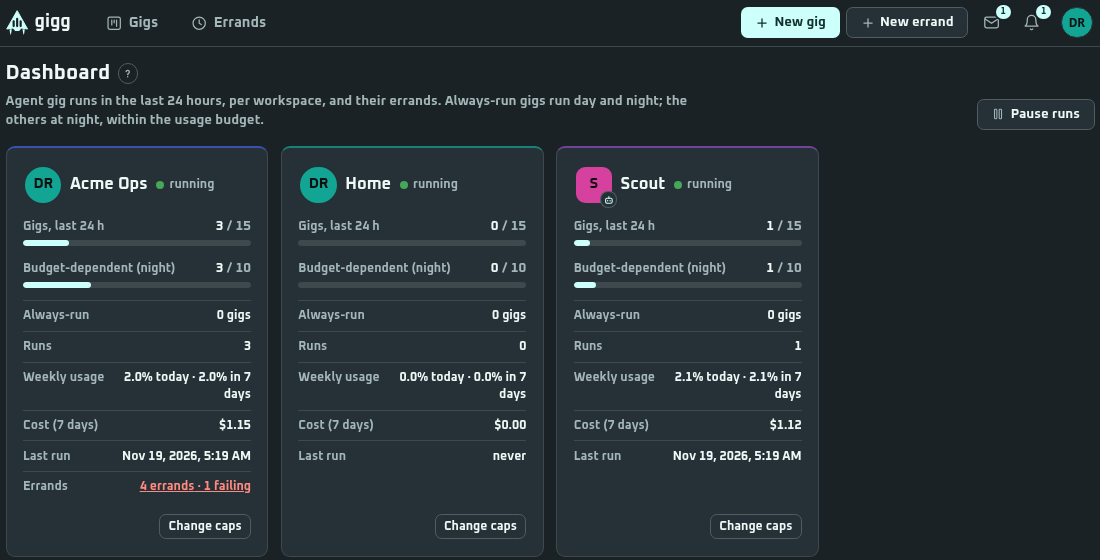 gigg
Gigs
Errands
+ New gig
+ New errand
1
1
DR
Dashboard ?
Agent gig runs in the last 24 hours, per workspace, and their errands. Always-run gigs run day and night; the
others at night, within the usage budget.
Pause runs
DR Acme Ops running
Gigs, last 24 h 3 / 15
Budget-dependent (night) 3 / 10
Always-run 0 gigs
Runs 3
Weekly usage 2.0% today · 2.0% in 7
days
Cost (7 days) $1.15
Last run Nov 19, 2026, 5:19 AM
Errands 4 errands · 1 failing
Change caps
DR Home running
Gigs, last 24 h 0 / 15
Budget-dependent (night) 0 / 10
Always-run 0 gigs
Runs 0
Weekly usage 0.0% today · 0.0% in 7
days
Cost (7 days) $0.00
Last run never
Change caps
S Scout running
Gigs, last 24 h 1 / 15
Budget-dependent (night) 1 / 10
Always-run 0 gigs
Runs 1
Weekly usage 2.1% today · 2.1% in 7
days
Cost (7 days) $1.12
Last run Nov 19, 2026, 5:19 AM
Change caps